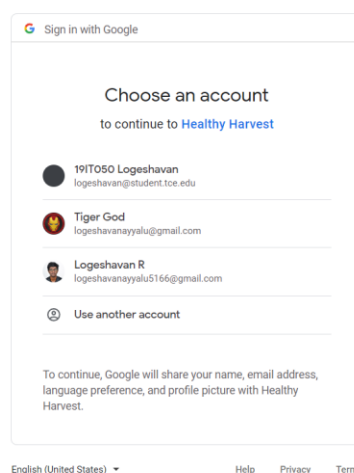 Sign in with Google
Choose an account
to continue to Healthy Harvest
19IT050 Logeshavan
logeshavan@student.tce.edu
Tiger God
logeshavanayyalu@gmail.com
Logeshavan R
logeshavanayyalu5166@gmail.com
Use another account
To continue, Google will share your name, email address,
language preference, and profile picture with Healthy
Harvest.
English (United States) Help Privacy Term